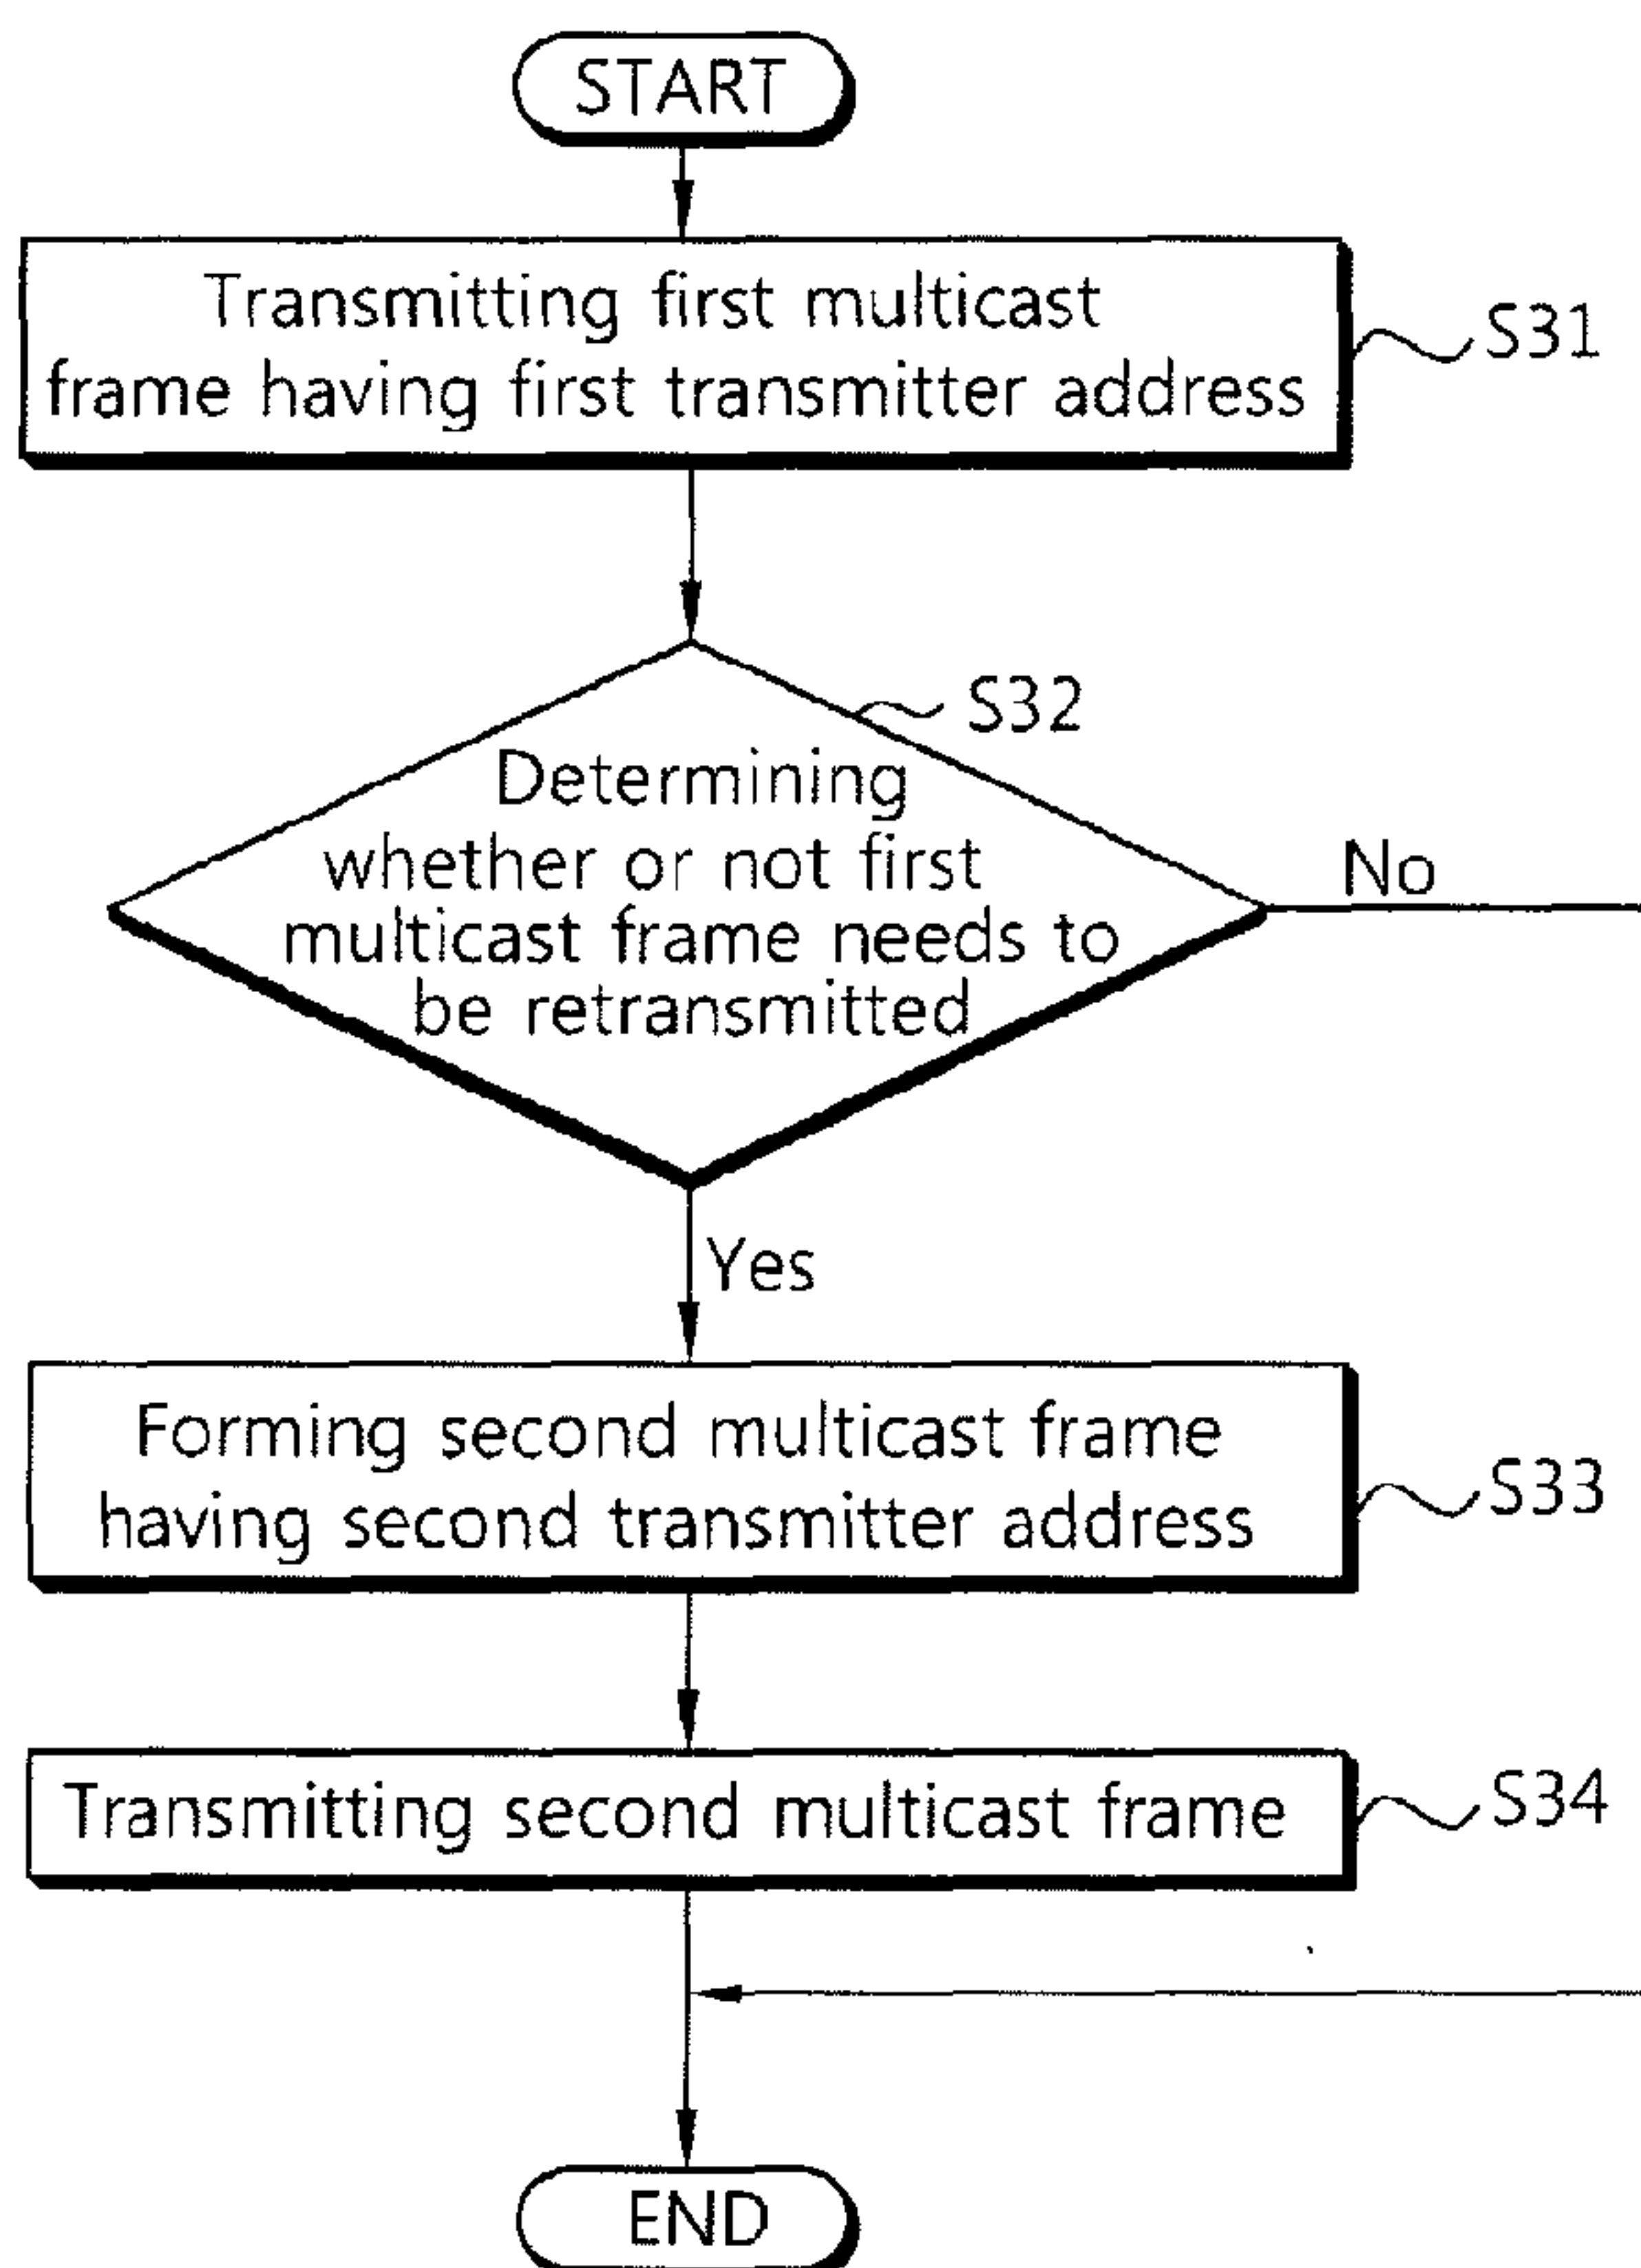 START
Transmitting first multicast
frame having first transmitter address
S31
S32
Determining
whether or not first
multicast frame needs to
be retransmitted
No
Yes
Forming second multicast frame
having second transmitter address
S33
Transmitting second multicast frame
S34
END